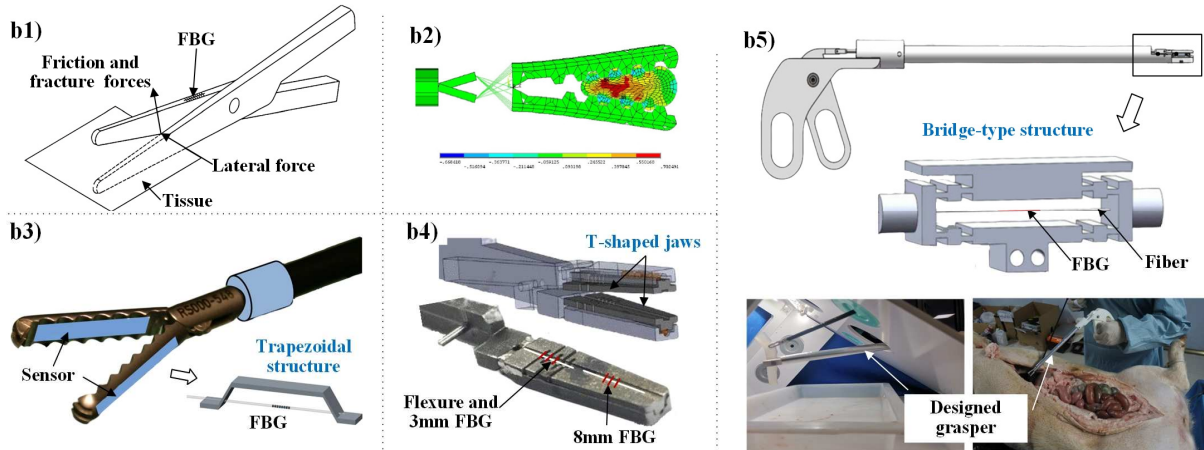 b1)
FBG
Friction and
fracture forces
Lateral force
Tissue
b2)
b3)
Sensor
Trapezoidal
structure
FBG
b4)
T-shaped jaws
Flexure and
3mm FBG
8mm FBG
b5)
Bridge-type structure
FBG
Fiber
Designed
grasper